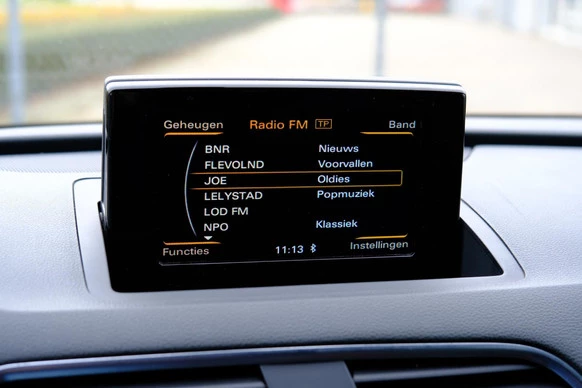 Geheugen Radio FM TP Band
BNR Nieuws
FLEVOLND Voorvallen
JOE Oldies
LELYSTAD Popmuziek
LOD FM
NPO Klassiek
Functies 11:13 Instellingen